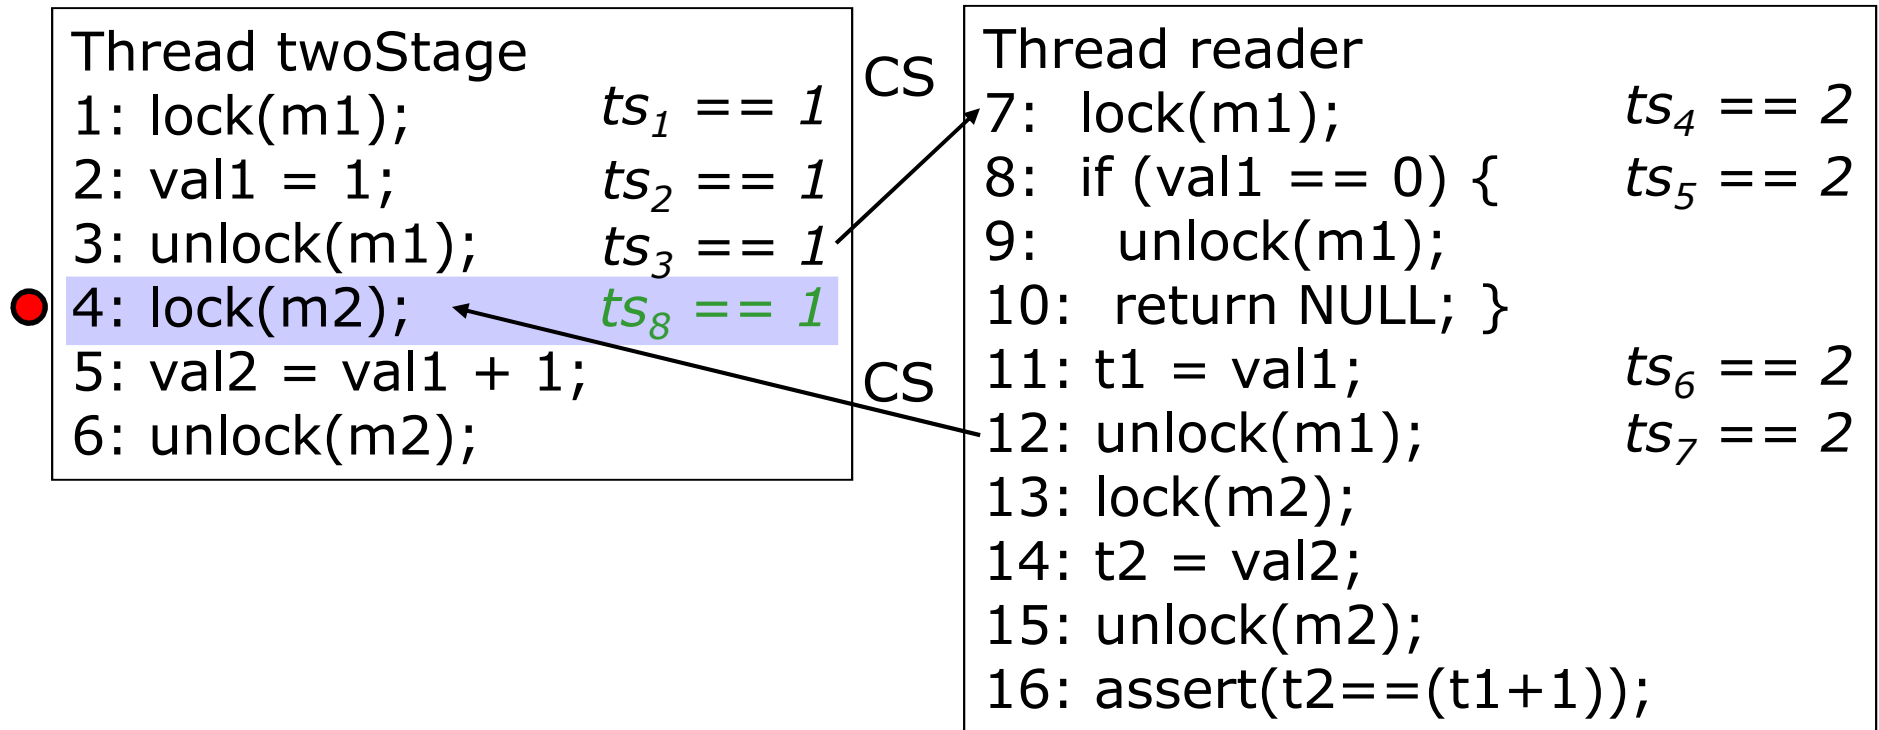 Thread twoStage
1: lock(m1); ts1 == 1
2: val1 = 1; ts2 == 1
3: unlock(m1); ts3 == 1
4: lock(m2); ts8 == 1
5: val2 = val1 + 1;
6: unlock(m2);
CS
CS
Thread reader
7: lock(m1); ts4 == 2
8: if (val1 == 0) { ts5 == 2
9: unlock(m1);
10: return NULL; }
11: t1 = val1; ts6 == 2
12: unlock(m1); ts7 == 2
13: lock(m2);
14: t2 = val2;
15: unlock(m2);
16: assert(t2==(t1+1));